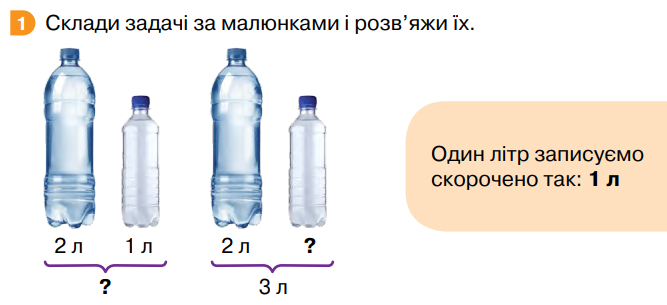 1 Склади задачі за малюнками і розв’яжи їх.
Один літр записуємо
скорочено так: 1 л
2 л 1 л 2 л ?
? 3 л